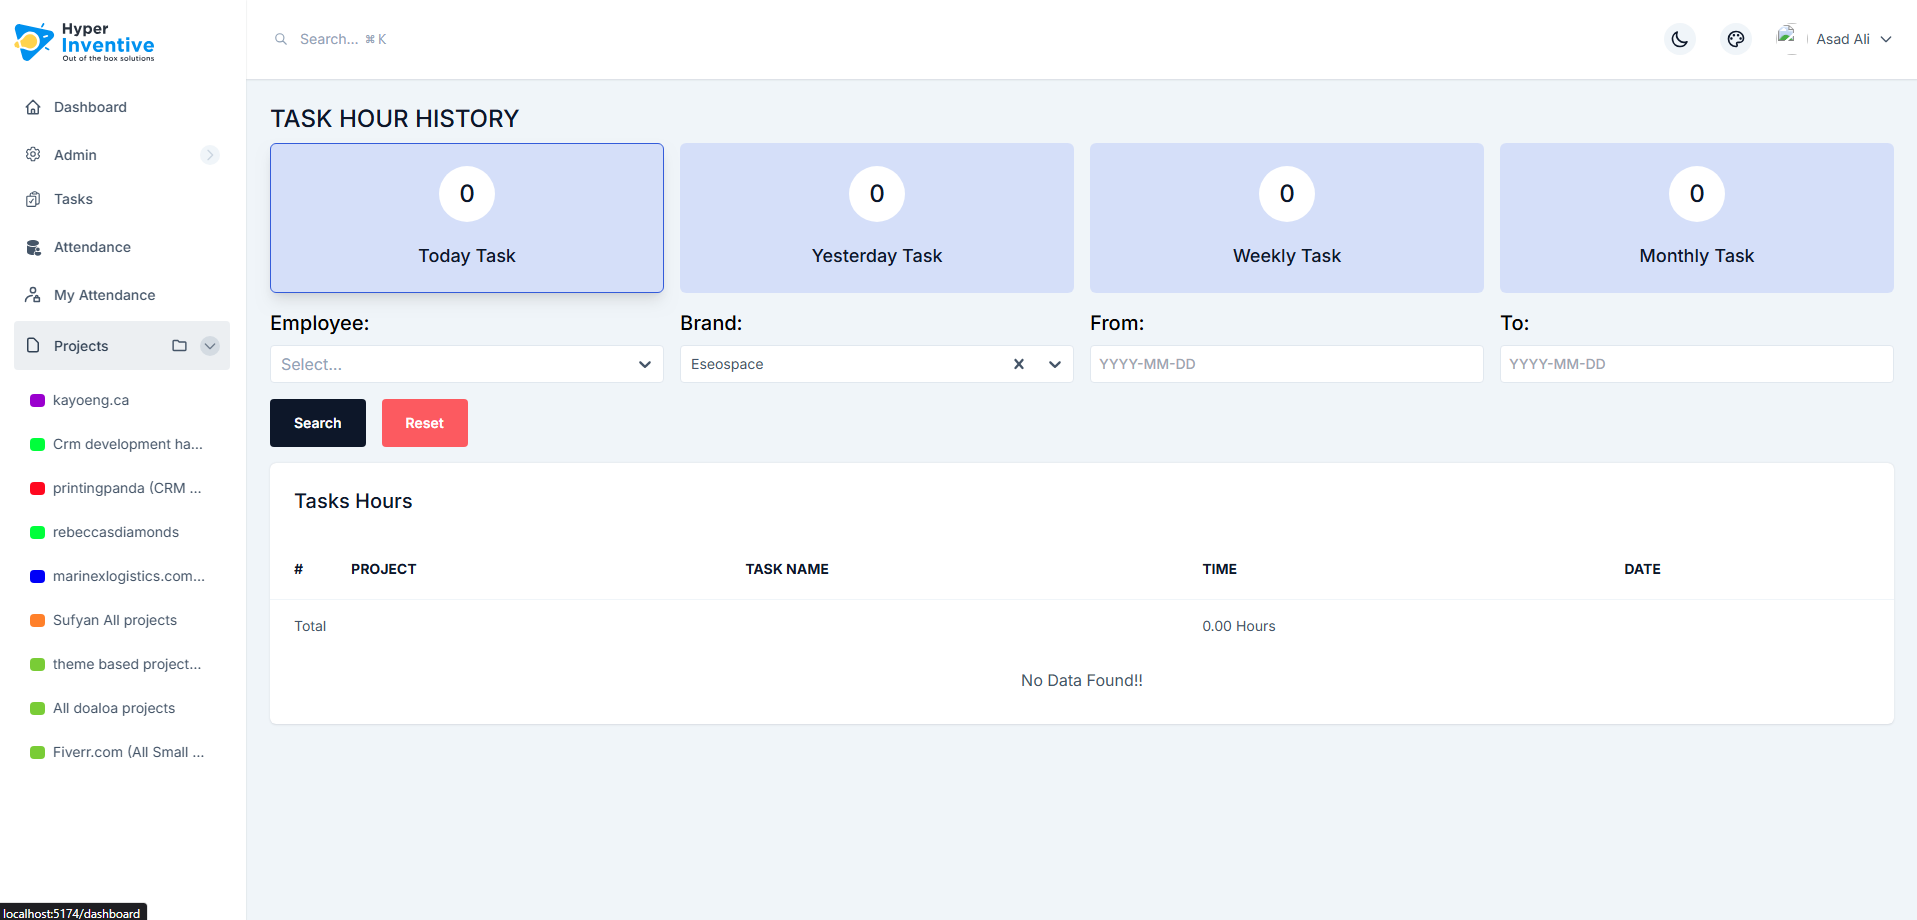 Hyper
Inventive
Out of the box solutions
Search... ⌘ K
Asad Ali
Dashboard
Admin
Tasks
Attendance
My Attendance
Projects
kayoeng.ca
Crm development ha...
printingpanda (CRM ...
rebeccasdiamonds
marinexlogistics.com...
Sufyan All projects
theme based project...
All doaloa projects
Fiverr.com (All Small ...
TASK HOUR HISTORY
0
Today Task
0
Yesterday Task
0
Weekly Task
0
Monthly Task
Employee:
Select...
Brand:
Eseospace
From:
YYYY-MM-DD
To:
YYYY-MM-DD
Search
Reset
Tasks Hours
# PROJECT TASK NAME TIME DATE
Total 0.00 Hours
No Data Found!!
localhost:5174/dashboard